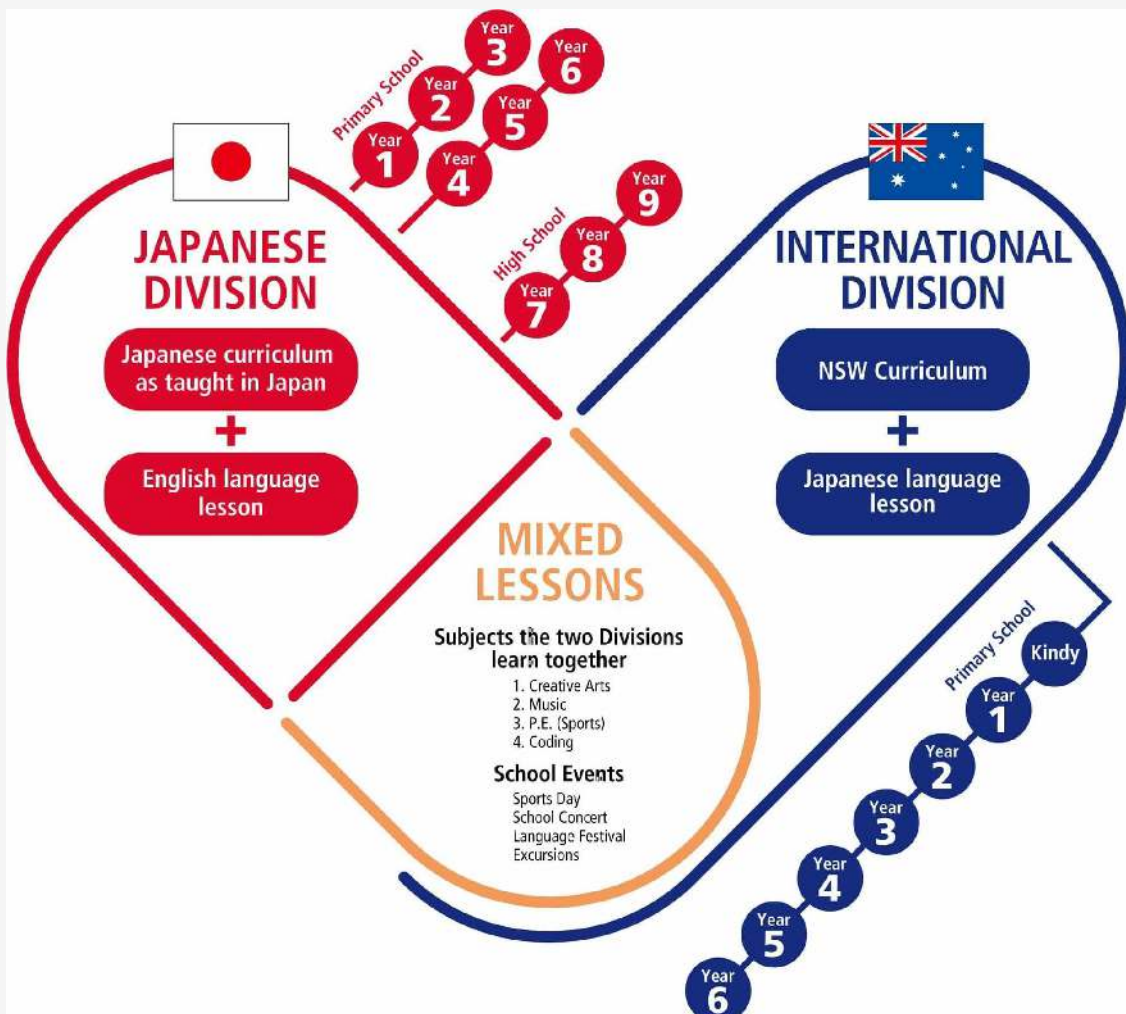 Primary School
Year
1
Year
2
Year
3
Year
4
Year
5
Year
6
High School
Year
7
Year
8
Year
9
JAPANESE
DIVISION
Japanese curriculum
as taught in Japan
+
English language
lesson
INTERNATIONAL
DIVISION
NSW Curriculum
+
Japanese language
lesson
MIXED
LESSONS
Subjects the two Divisions
learn together
1. Creative Arts
2. Music
3. P.E. (Sports)
4. Coding
School Events
Sports Day
School Concert
Language Festival
Excursions
Primary School
Kindy
Year
1
Year
2
Year
3
Year
4
Year
5
Year
6